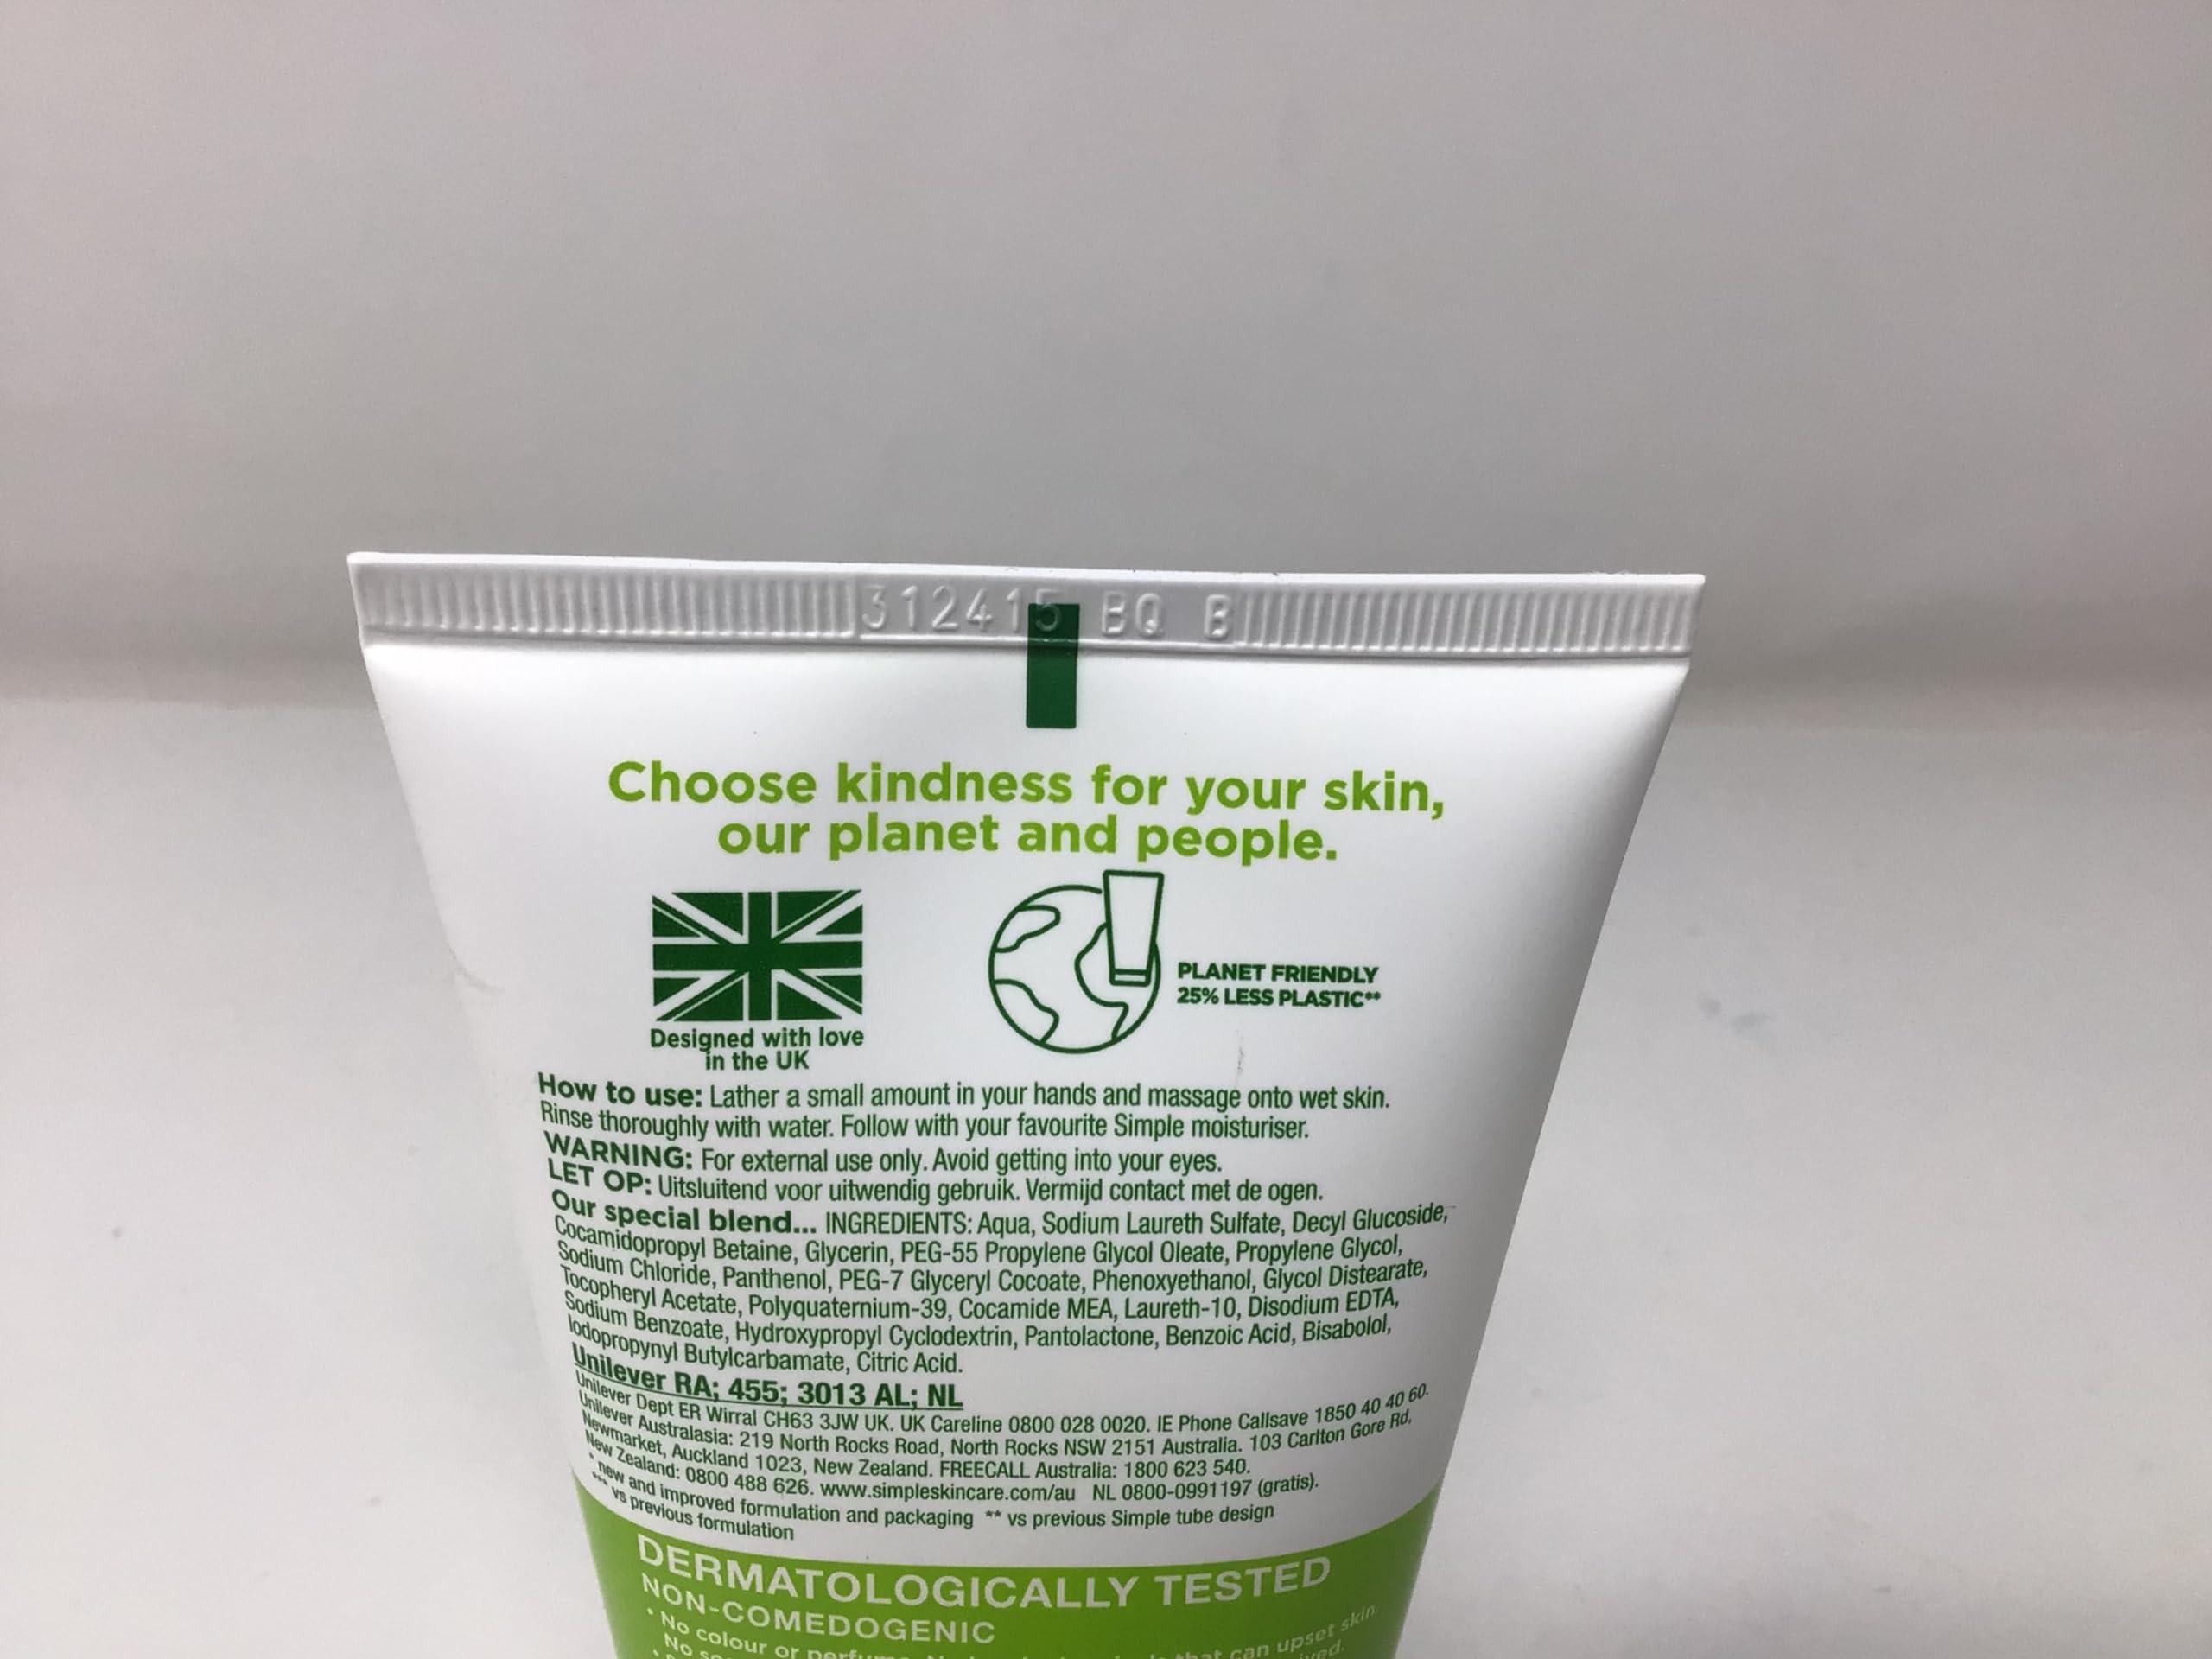 312415 BQ B
Choose kindness for your skin,
our planet and people.
Designed with love
in the UK
PLANET FRIENDLY
25% LESS PLASTIC**
How to use: Lather a small amount in your hands and massage onto wet skin.
Rinse thoroughly with water. Follow with your favourite Simple moisturiser.
WARNING: For external use only. Avoid getting into your eyes.
LET OP: Uitsluitend voor uitwendig gebruik. Vermijd contact met de ogen.
Our special blend... INGREDIENTS: Aqua, Sodium Laureth Sulfate, Decyl Glucoside,
Cocamidopropyl Betaine, Glycerin, PEG-55 Propylene Glycol Oleate, Propylene Glycol,
Sodium Chloride, Panthenol, PEG-7 Glyceryl Cocoate, Phenoxyethanol, Glycol Distearate,
Tocopheryl Acetate, Polyquaternium-39, Cocamide MEA, Laureth-10, Disodium EDTA,
Sodium Benzoate, Hydroxypropyl Cyclodextrin, Pantolactone, Benzoic Acid, Bisabolol,
Iodopropynyl Butylcarbamate, Citric Acid.
Unilever RA; 455; 3013 AL; NL
Unilever Dept ER Wirral CH63 3JW UK. UK Careline 0800 028 0020. IE Phone Callsave 1850 40 40 60.
Unilever Australasia: 219 North Rocks Road, North Rocks NSW 2151 Australia. 103 Carlton Gore Rd,
Newmarket, Auckland 1023, New Zealand. FREECALL Australia: 1800 623 540.
New Zealand: 0800 488 626. www.simpleskincare.com/au NL 0800-0991197 (gratis).
* new and improved formulation and packaging ** vs previous Simple tube design
*** vs previous formulation
DERMATOLOGICALLY TESTED
NON-COMEDOGENIC
• No colour or that can upset skin.
• No